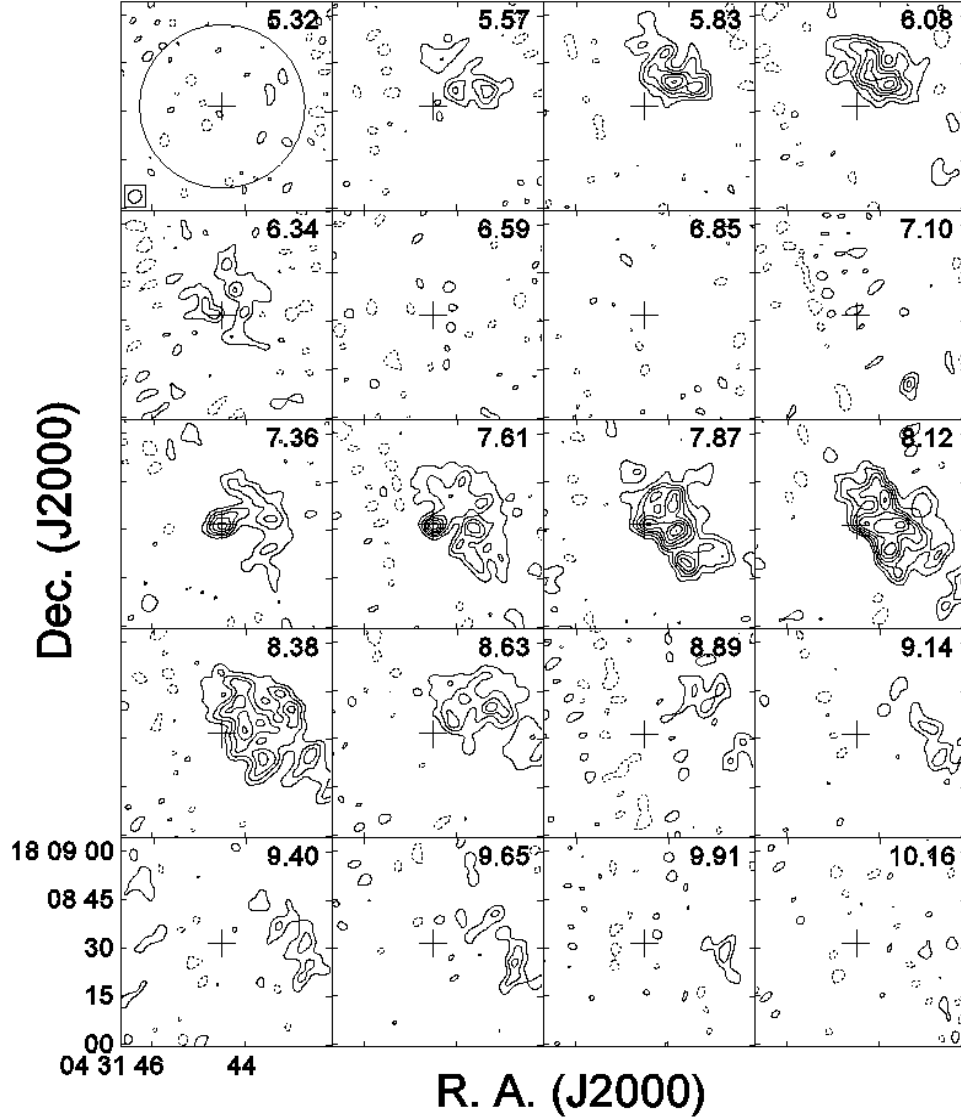 5.32 5.57 5.83 6.08
6.34 6.59 6.85 7.10
7.36 7.61 7.87 8.12
8.38 8.63 8.89 9.14
9.40 9.65 9.91 10.16
18 09 00
08 45
30
15
00
04 31 46 44
Dec. (J2000)
R. A. (J2000)